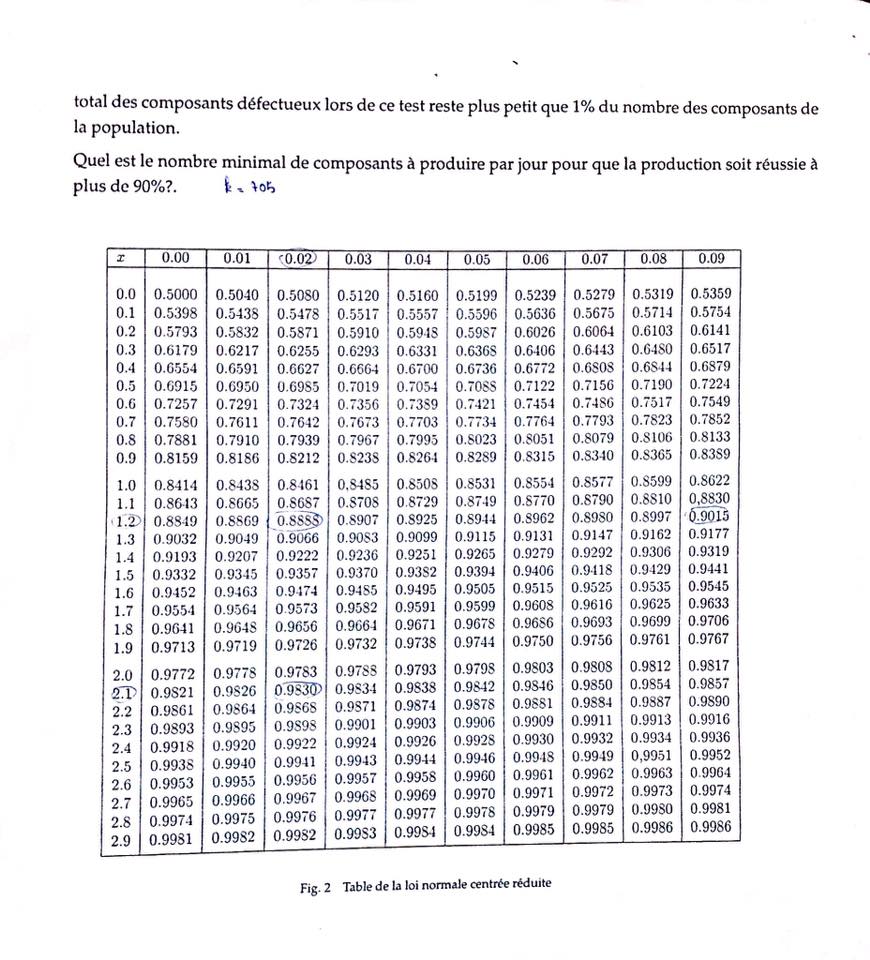 total des composants défectueux lors de ce test reste plus petit que 1% du nombre des composants de
la population.
Quel est le nombre minimal de composants à produire par jour pour que la production soit réussie à
plus de 90%?. k = 705
x 0.00 0.01 0.02 0.03 0.04 0.05 0.06 0.07 0.08 0.09
0.0 0.5000 0.5040 0.5080 0.5120 0.5160 0.5199 0.5239 0.5279 0.5319 0.5359
0.1 0.5398 0.5438 0.5478 0.5517 0.5557 0.5596 0.5636 0.5675 0.5714 0.5754
0.2 0.5793 0.5832 0.5871 0.5910 0.5948 0.5987 0.6026 0.6064 0.6103 0.6141
0.3 0.6179 0.6217 0.6255 0.6293 0.6331 0.6368 0.6406 0.6443 0.6480 0.6517
0.4 0.6554 0.6591 0.6627 0.6664 0.6700 0.6736 0.6772 0.6808 0.6844 0.6879
0.5 0.6915 0.6950 0.6985 0.7019 0.7054 0.7088 0.7122 0.7156 0.7190 0.7224
0.6 0.7257 0.7291 0.7324 0.7356 0.7389 0.7421 0.7454 0.7486 0.7517 0.7549
0.7 0.7580 0.7611 0.7642 0.7673 0.7703 0.7734 0.7764 0.7793 0.7823 0.7852
0.8 0.7881 0.7910 0.7939 0.7967 0.7995 0.8023 0.8051 0.8079 0.8106 0.8133
0.9 0.8159 0.8186 0.8212 0.8238 0.8264 0.8289 0.8315 0.8340 0.8365 0.8389
1.0 0.8414 0.8438 0.8461 0,8485 0.8508 0.8531 0.8554 0.8577 0.8599 0.8622
1.1 0.8643 0.8665 0.8687 0.8708 0.8729 0.8749 0.8770 0.8790 0.8810 0,8830
1.2 0.8849 0.8869 0.8888 0.8907 0.8925 0.8944 0.8962 0.8980 0.8997 0.9015
1.3 0.9032 0.9049 0.9066 0.9083 0.9099 0.9115 0.9131 0.9147 0.9162 0.9177
1.4 0.9193 0.9207 0.9222 0.9236 0.9251 0.9265 0.9279 0.9292 0.9306 0.9319
1.5 0.9332 0.9345 0.9357 0.9370 0.9382 0.9394 0.9406 0.9418 0.9429 0.9441
1.6 0.9452 0.9463 0.9474 0.9485 0.9495 0.9505 0.9515 0.9525 0.9535 0.9545
1.7 0.9554 0.9564 0.9573 0.9582 0.9591 0.9599 0.9608 0.9616 0.9625 0.9633
1.8 0.9641 0.9648 0.9656 0.9664 0.9671 0.9678 0.9686 0.9693 0.9699 0.9706
1.9 0.9713 0.9719 0.9726 0.9732 0.9738 0.9744 0.9750 0.9756 0.9761 0.9767
2.0 0.9772 0.9778 0.9783 0.9788 0.9793 0.9798 0.9803 0.9808 0.9812 0.9817
2.1 0.9821 0.9826 0.9830 0.9834 0.9838 0.9842 0.9846 0.9850 0.9854 0.9857
2.2 0.9861 0.9864 0.9868 0.9871 0.9874 0.9878 0.9881 0.9884 0.9887 0.9890
2.3 0.9893 0.9895 0.9898 0.9901 0.9903 0.9906 0.9909 0.9911 0.9913 0.9916
2.4 0.9918 0.9920 0.9922 0.9924 0.9926 0.9928 0.9930 0.9932 0.9934 0.9936
2.5 0.9938 0.9940 0.9941 0.9943 0.9944 0.9946 0.9948 0.9949 0,9951 0.9952
2.6 0.9953 0.9955 0.9956 0.9957 0.9958 0.9960 0.9961 0.9962 0.9963 0.9964
2.7 0.9965 0.9966 0.9967 0.9968 0.9969 0.9970 0.9971 0.9972 0.9973 0.9974
2.8 0.9974 0.9975 0.9976 0.9977 0.9977 0.9978 0.9979 0.9979 0.9980 0.9981
2.9 0.9981 0.9982 0.9982 0.9983 0.9984 0.9984 0.9985 0.9985 0.9986 0.9986
Fig. 2 Table de la loi normale centrée réduite